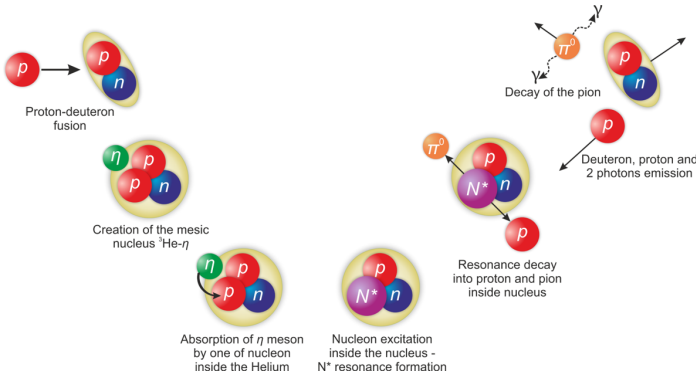 p
p
n
Proton-deuteron
fusion
η
p
p
n
Creation of the mesic
nucleus ³He-η
η
p
p
n
Absorption of η meson
by one of nucleon
inside the Helium
p
N*
n
Nucleon excitation
inside the nucleus -
N* resonance formation
π⁰
p
N*
n
p
Resonance decay
into proton and pion
inside nucleus
γ
π⁰
γ
Decay of the pion
p
n
p
Deuteron, proton and
2 photons emission